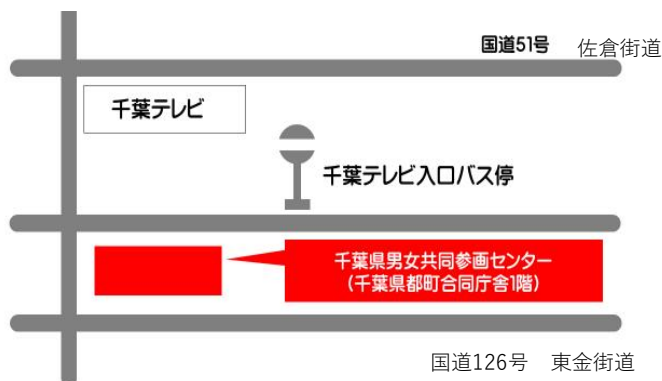 国道51号 佐倉街道
千葉テレビ
千葉テレビ入口バス停
千葉県男女共同参画センター
(千葉県都町合同庁舎1階)
国道126号 東金街道